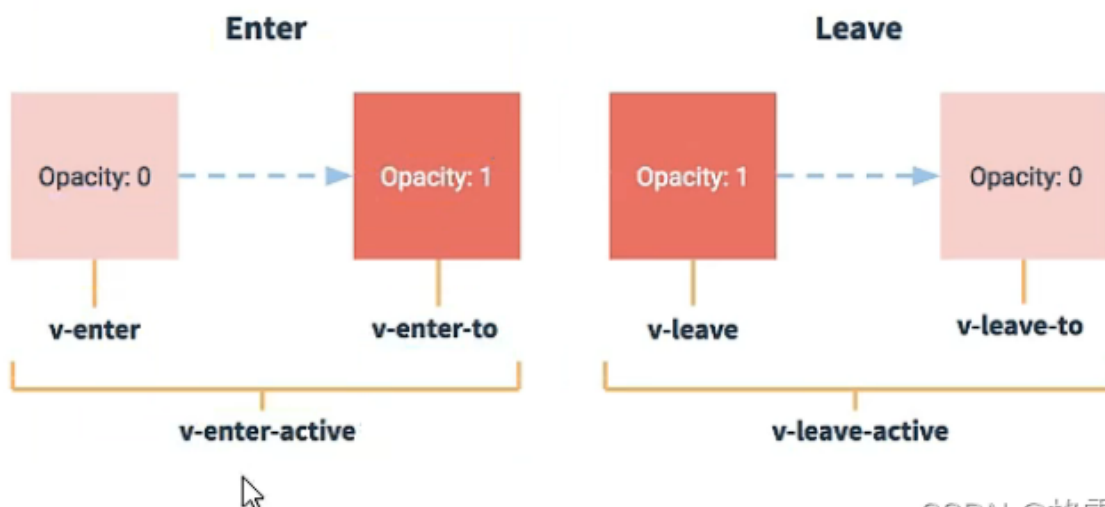 Enter
Leave
Opacity: 0
Opacity: 1
Opacity: 1
Opacity: 0
v-enter
v-enter-to
v-leave
v-leave-to
v-enter-active
v-leave-active